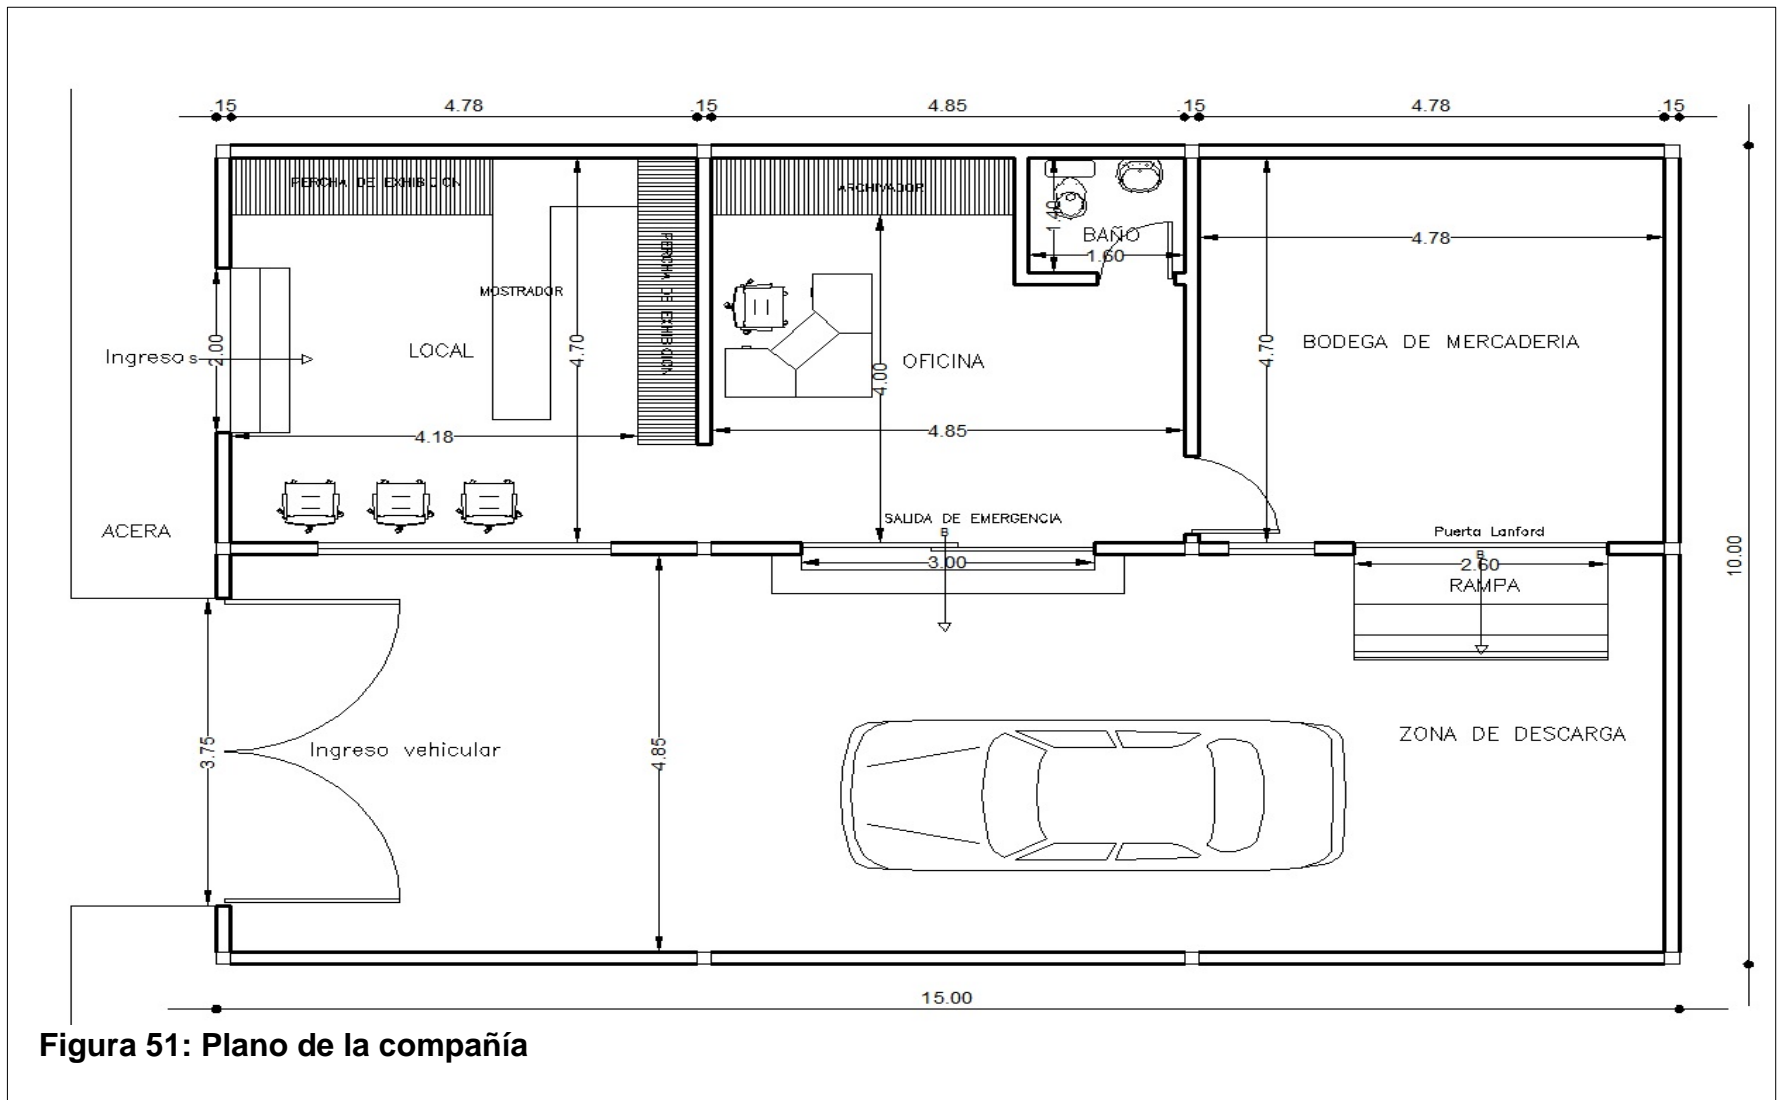 .15 4.78 .15 4.85 .15 4.78 .15
PERCHA DE EXHIBICION
ARCHIVADOR
1.40
BAÑO
1.60
4.78
PERCHA DE EXHIBICION
MOSTRADOR
Ingresos
2.00
LOCAL
4.70
4.00
OFICINA
4.70
BODEGA DE MERCADERIA
4.18
4.85
ACERA
SALIDA DE EMERGENCIA
B
Puerta Lanford
B
3.00
2.60
RAMPA
10.00
3.75
Ingreso vehicular
4.85
ZONA DE DESCARGA
15.00
Figura 51: Plano de la compañía